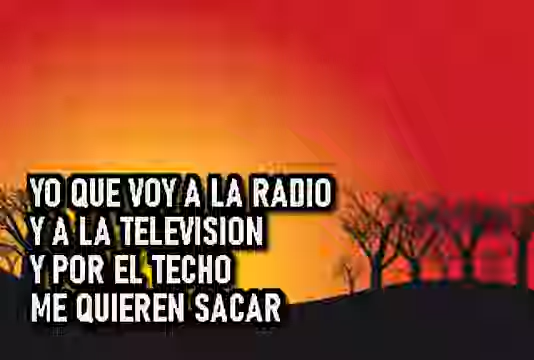 YO QUE VOY A LA RADIO
Y A LA TELEVISION
Y POR EL TECHO
ME QUIEREN SACAR